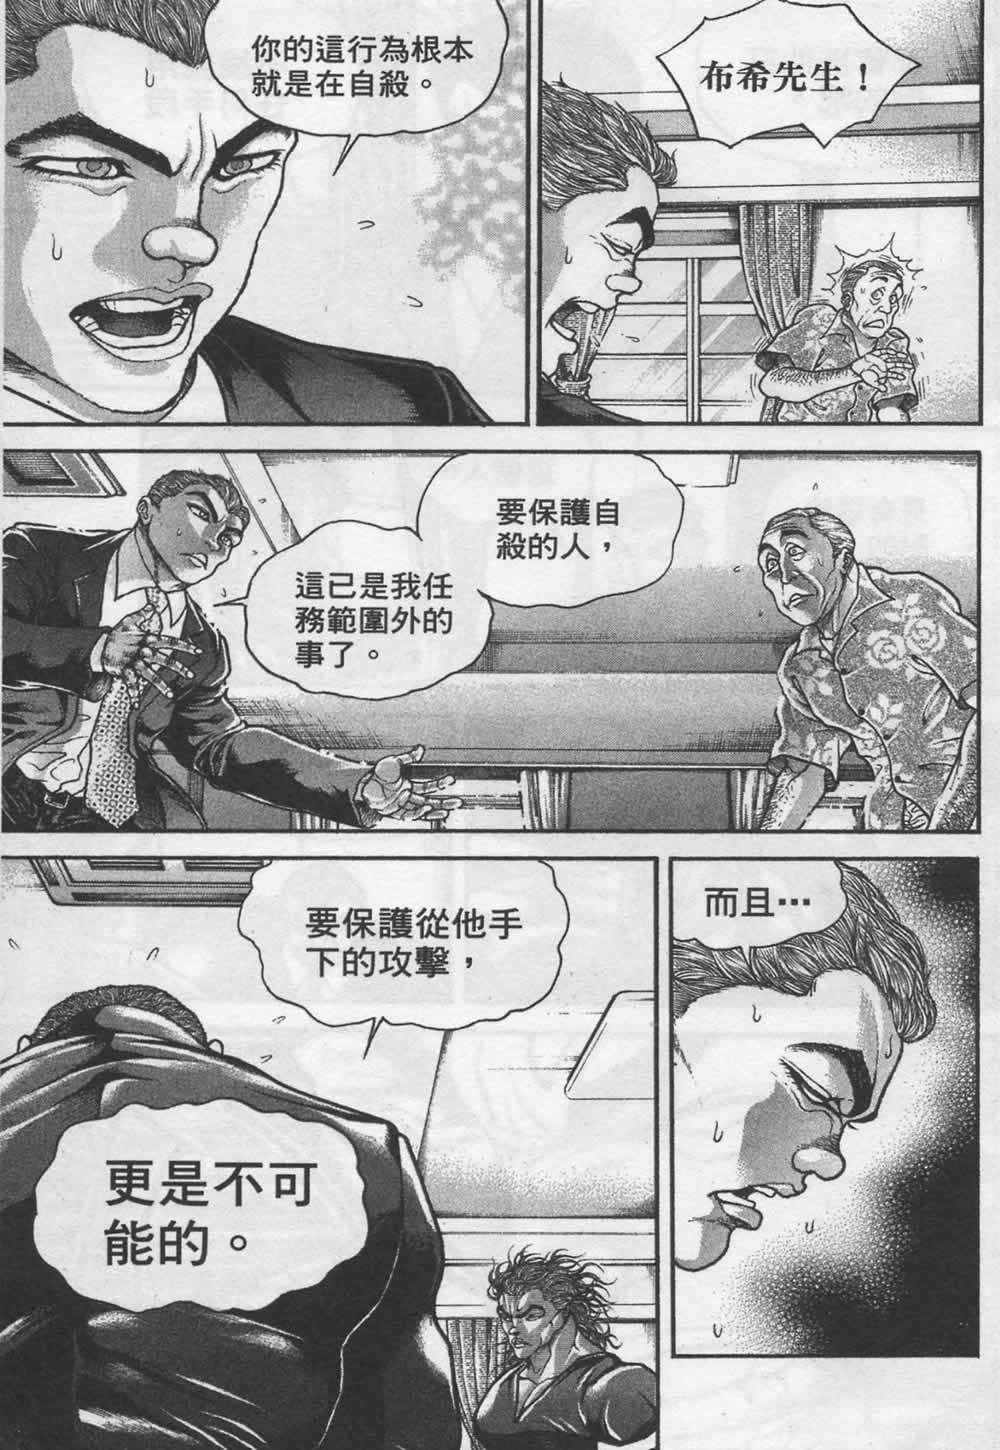 布希先生！
你的這行為根本
就是在自殺。
要保護自
殺的人，
這已是我任
務範圍外的
事了。
而且…
要保護從他手
下的攻擊，
更是不可
能的。